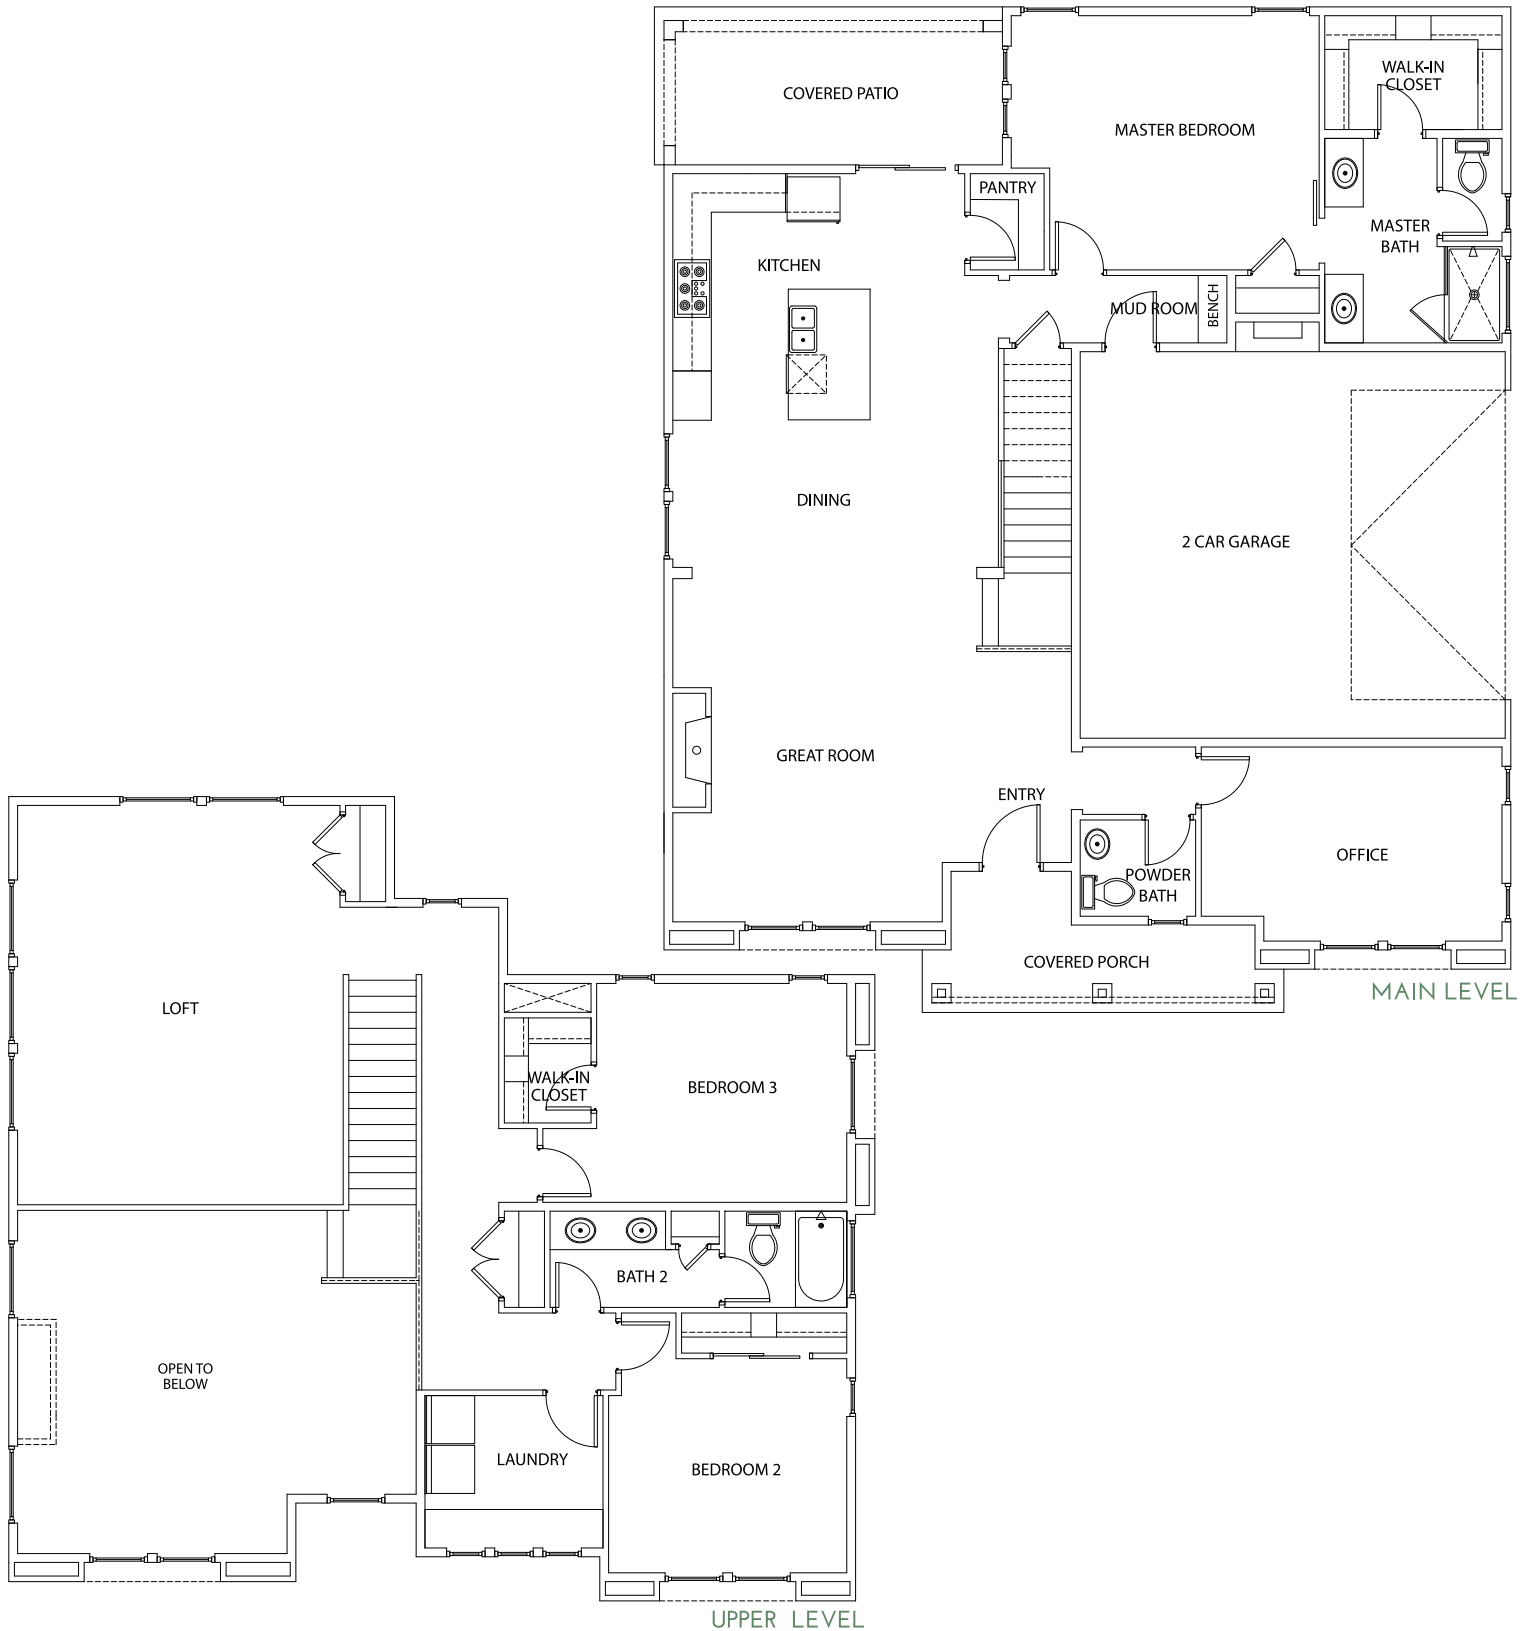 COVERED PATIO
MASTER BEDROOM
WALK-IN
CLOSET
PANTRY
MASTER
BATH
KITCHEN
MUD ROOM
BENCH
DINING
2 CAR GARAGE
GREAT ROOM
ENTRY
OFFICE
POWDER
BATH
COVERED PORCH
MAIN LEVEL
LOFT
WALK-IN
CLOSET
BEDROOM 3
BATH 2
OPEN TO
BELOW
LAUNDRY
BEDROOM 2
UPPER LEVEL